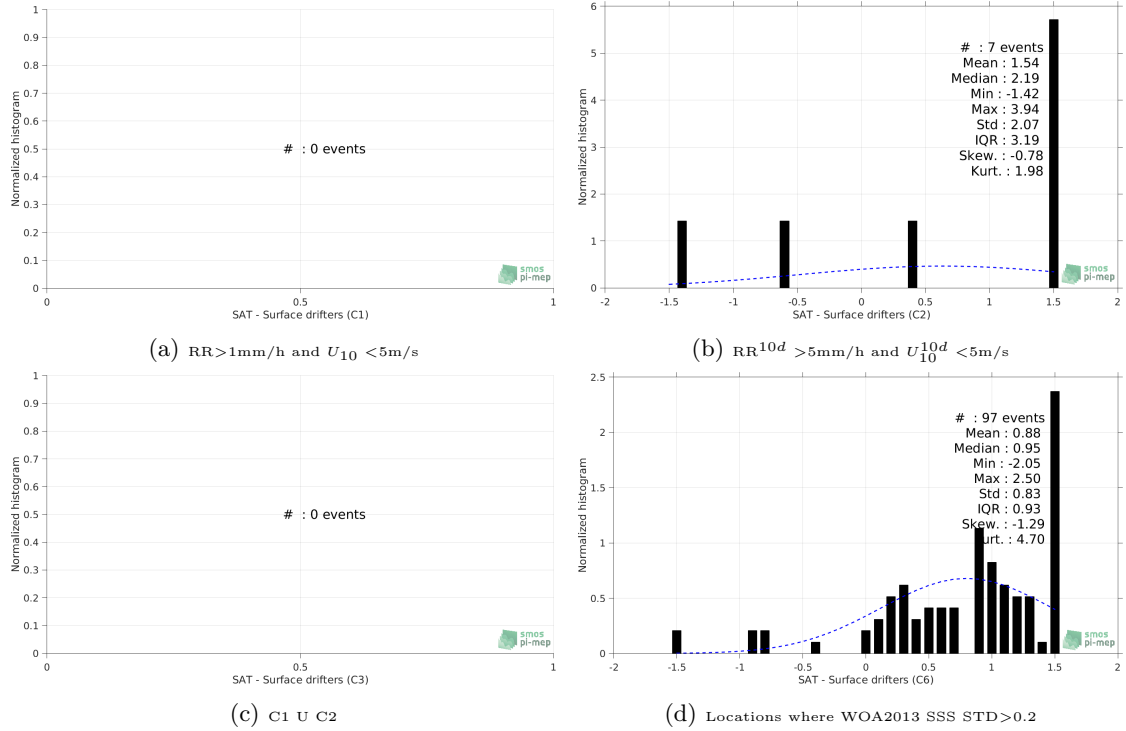 1
0.9
0.8
0.7
0.6
0.5
0.4
0.3
0.2
0.1
0
Normalized histogram
# : 0 events
smos
pi-mep
0 0.5 1
SAT - Surface drifters (C1)
(a) RR>1mm/h and U10 <5m/s
6
5
4
3
2
1
0
Normalized histogram
# : 7 events
Mean : 1.54
Median : 2.19
Min : -1.42
Max : 3.94
Std : 2.07
IQR : 3.19
Skew. : -0.78
Kurt. : 1.98
smos
pi-mep
-2 -1.5 -1 -0.5 0 0.5 1 1.5 2
SAT - Surface drifters (C2)
(b) RR10d >5mm/h and U10d10 <5m/s
1
0.9
0.8
0.7
0.6
0.5
0.4
0.3
0.2
0.1
0
Normalized histogram
# : 0 events
smos
pi-mep
0 0.5 1
SAT - Surface drifters (C3)
(c) C1 U C2
2.5
2
1.5
1
0.5
0
Normalized histogram
# : 97 events
Mean : 0.88
Median : 0.95
Min : -2.05
Max : 2.50
Std : 0.83
IQR : 0.93
Skew. : -1.29
urt. : 4.70
smos
pi-mep
-2 -1.5 -1 -0.5 0 0.5 1 1.5 2
SAT - Surface drifters (C6)
(d) Locations where WOA2013 SSS STD>0.2